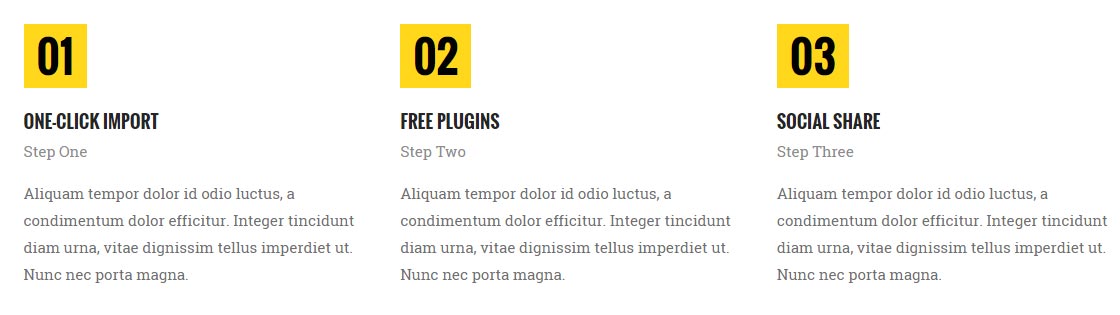 01
ONE-CLICK IMPORT
Step One
Aliquam tempor dolor id odio luctus, a
condimentum dolor efficitur. Integer tincidunt
diam urna, vitae dignissim tellus imperdiet ut.
Nunc nec porta magna.
02
FREE PLUGINS
Step Two
Aliquam tempor dolor id odio luctus, a
condimentum dolor efficitur. Integer tincidunt
diam urna, vitae dignissim tellus imperdiet ut.
Nunc nec porta magna.
03
SOCIAL SHARE
Step Three
Aliquam tempor dolor id odio luctus, a
condimentum dolor efficitur. Integer tincidunt
diam urna, vitae dignissim tellus imperdiet ut.
Nunc nec porta magna.